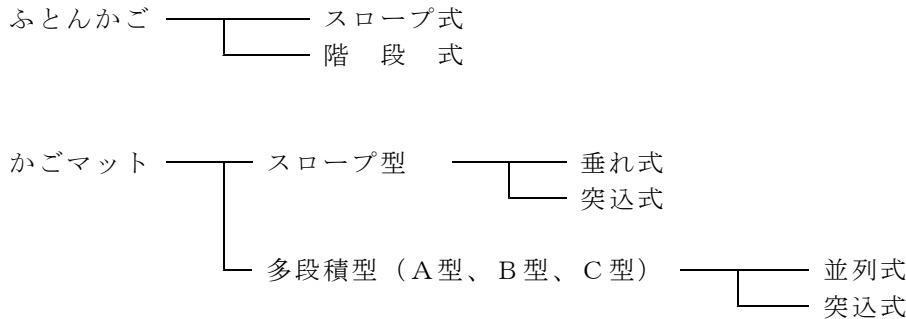 ふとんかご スロープ式
階段式
かごマット スロープ型 垂れ式
突込式
多段積型（Ａ型、Ｂ型、Ｃ型） 並列式
突込式